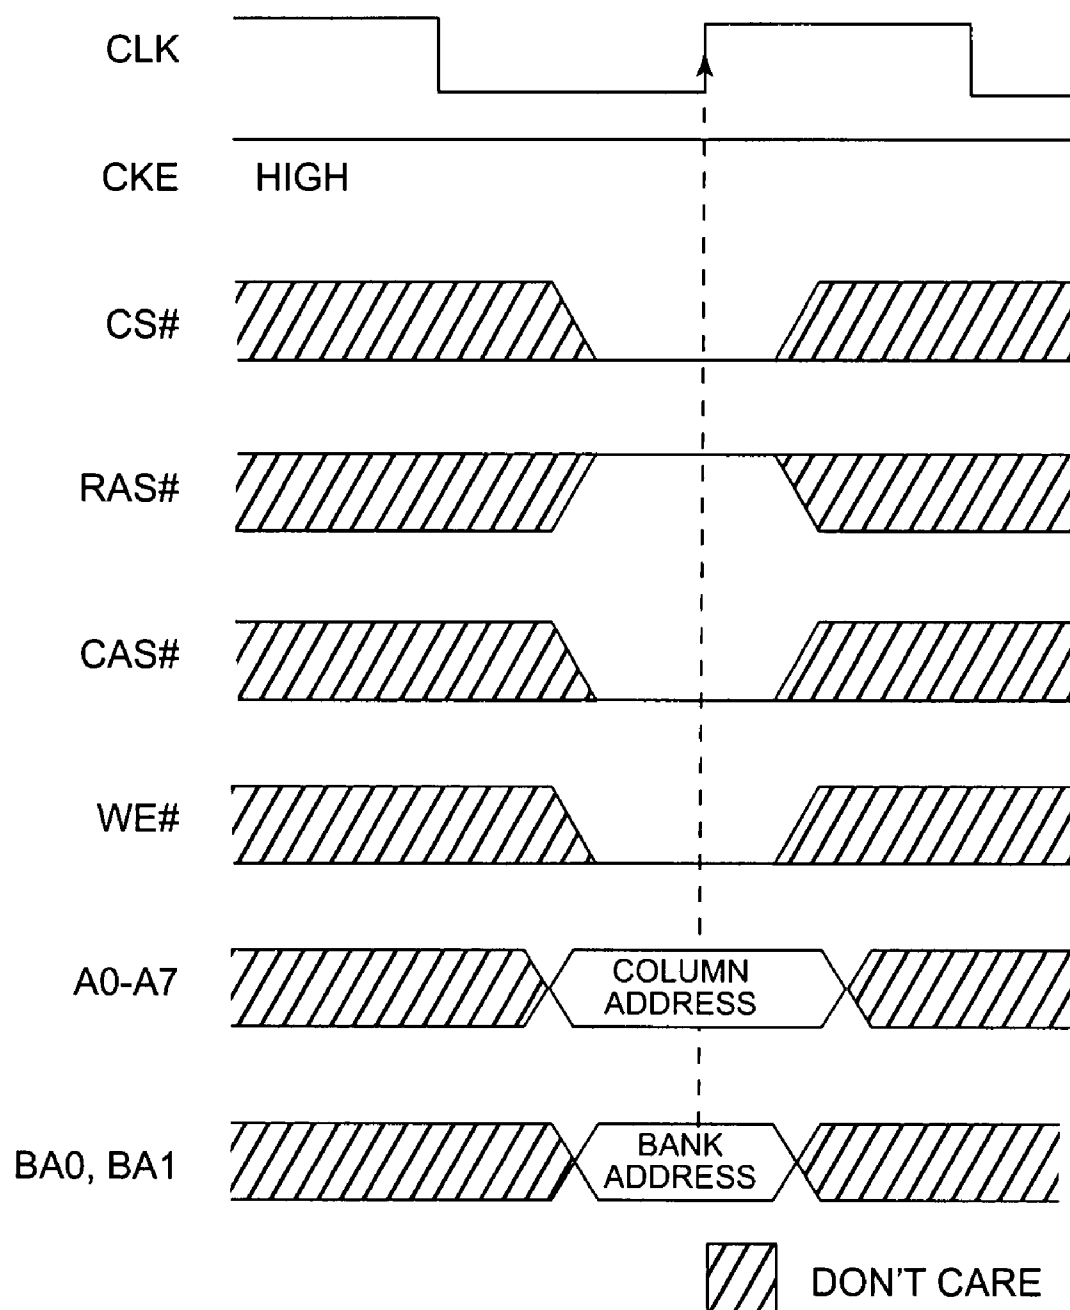 CLK
CKE HIGH
CS#
RAS#
CAS#
WE#
A0-A7 COLUMN
ADDRESS
BA0, BA1 BANK
ADDRESS
DON'T CARE